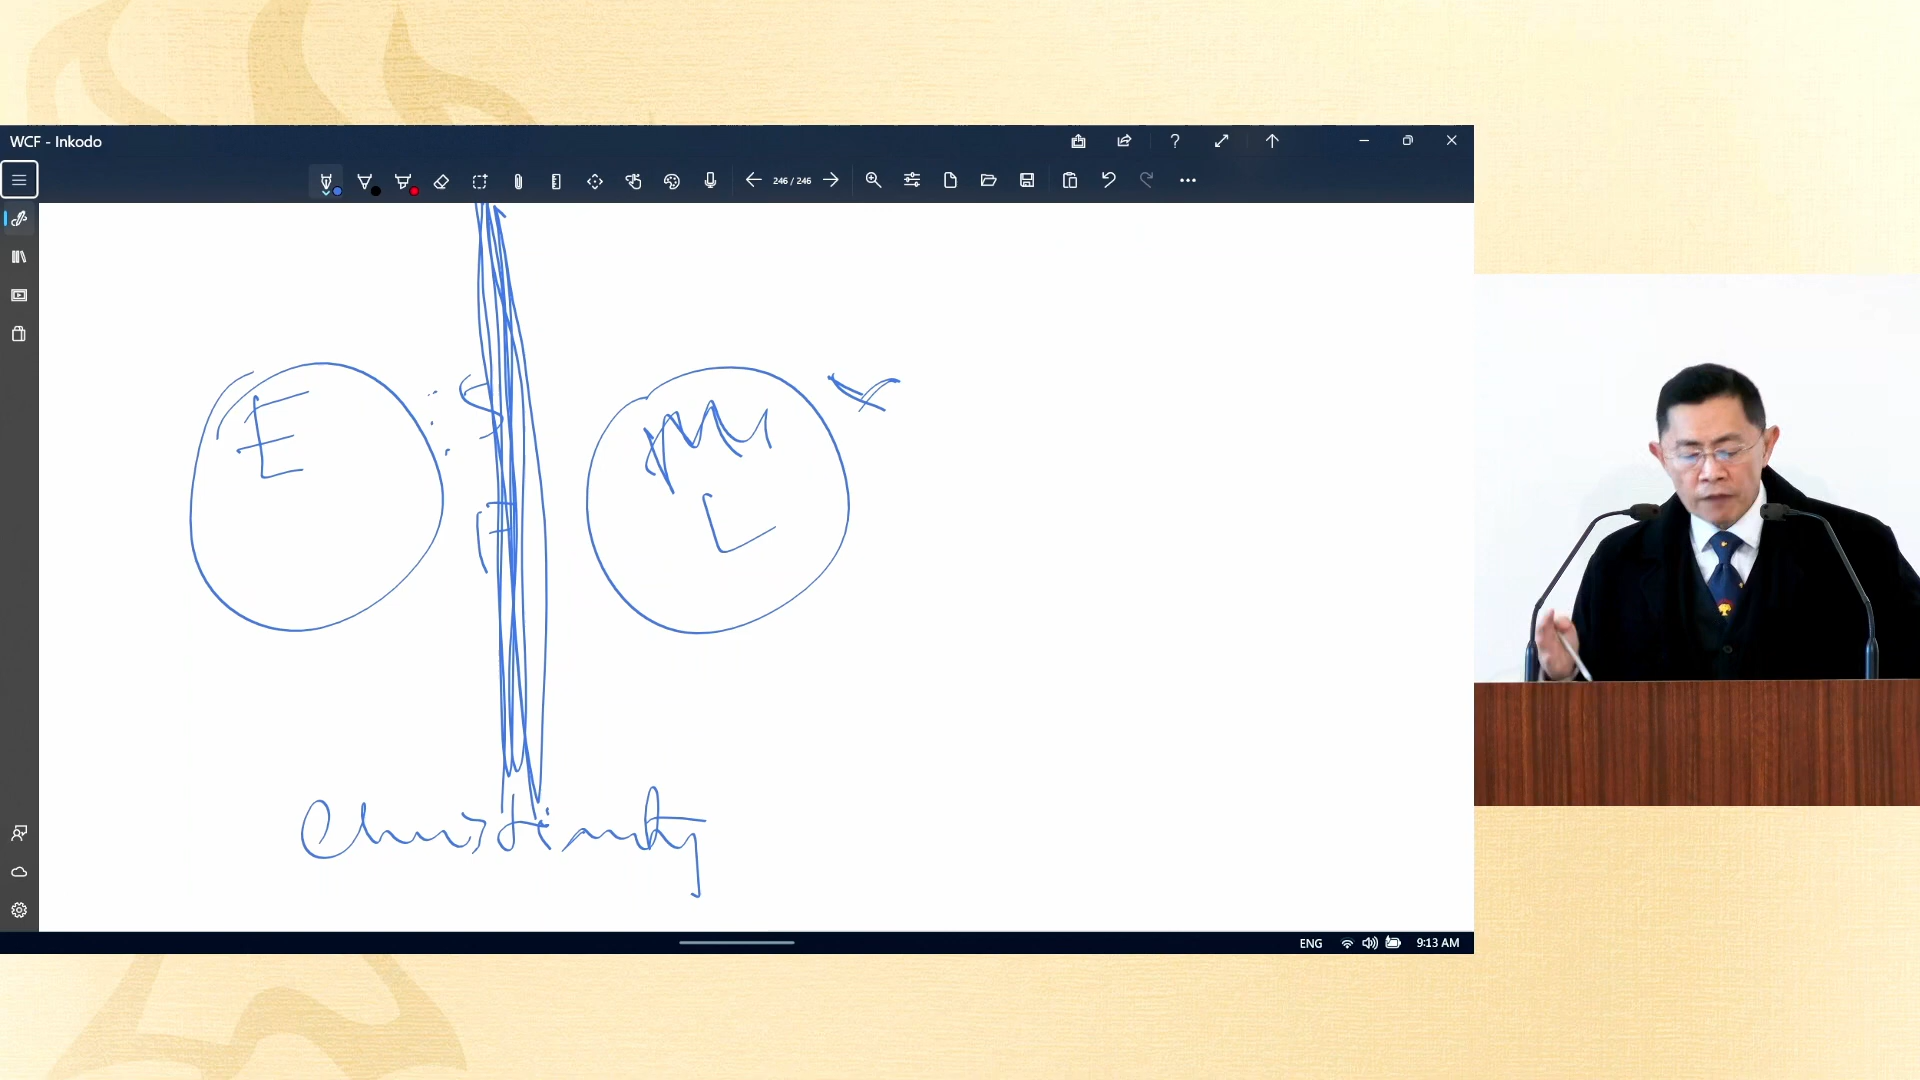 WCF - Inkodo
246 / 246
E
S
F
M
L
Christianity
ENG
9:13 AM